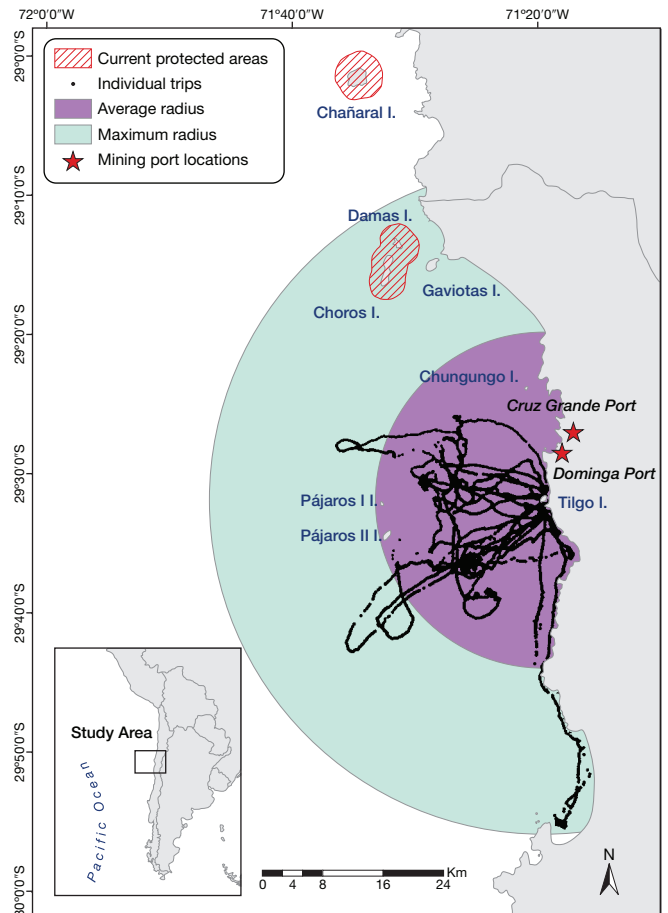 72°0'0"W
71°40'0"W
71°20'0"W
29°0'0"S
29°10'0"S
29°20'0"S
29°30'0"S
29°40'0"S
29°50'0"S
30°0'0"S
Current protected areas
Individual trips
Average radius
Maximum radius
Mining port locations
Chañaral I.
Damas I.
Gaviotas I.
Choros I.
Chungungo I.
Cruz Grande Port
Dominga Port
Pájaros I I.
Tilgo I.
Pájaros II I.
Study Area
Pacific Ocean
0 4 8 16 24
Km
N